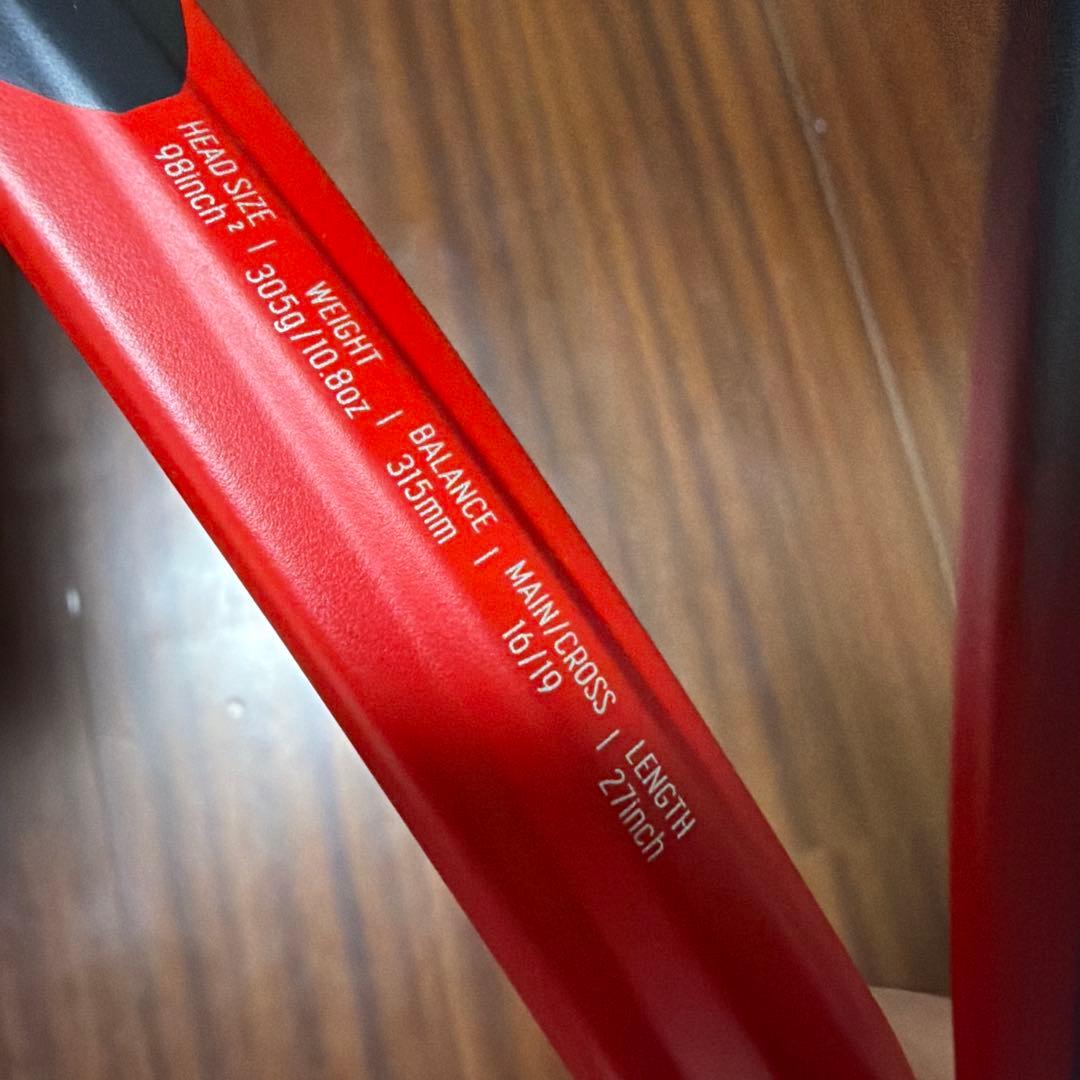 HEAD SIZE | WEIGHT | BALANCE | MAIN/CROSS | LENGTH
98inch² | 305g/10.8oz | 315mm | 16/19 | 27inch